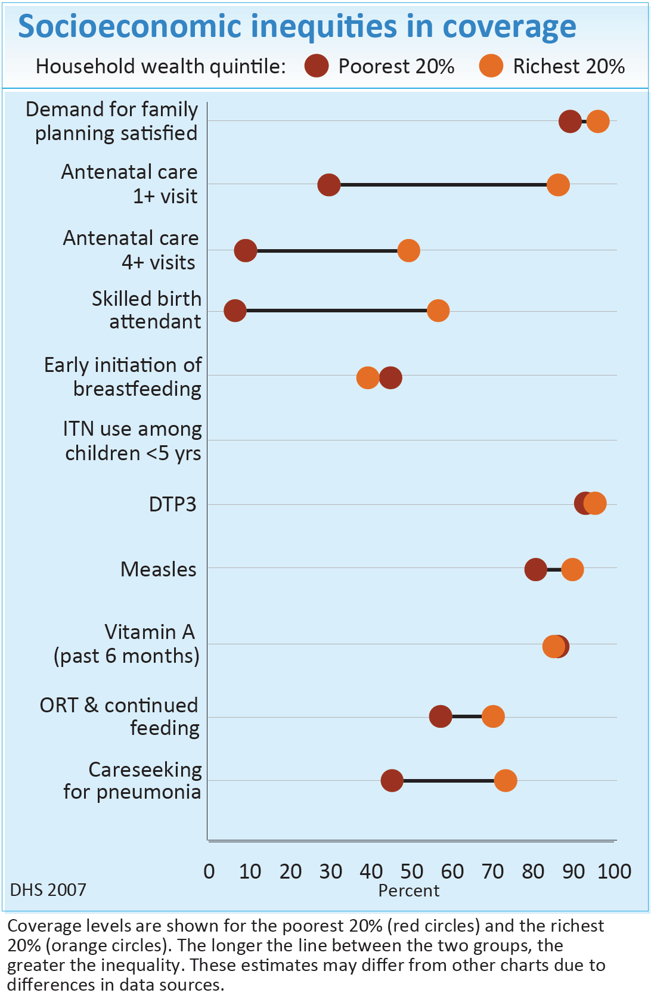 Socioeconomic inequities in coverage
Household wealth quintile: Poorest 20% Richest 20%
Demand for family
planning satisfied
Antenatal care
1+ visit
Antenatal care
4+ visits
Skilled birth
attendant
Early initiation of
breastfeeding
ITN use among
children <5 yrs
DTP3
Measles
Vitamin A
(past 6 months)
ORT & continued
feeding
Careseeking
for pneumonia
0 10 20 30 40 50 60 70 80 90 100
Percent
DHS 2007
Coverage levels are shown for the poorest 20% (red circles) and the richest
20% (orange circles). The longer the line between the two groups, the
greater the inequality. These estimates may differ from other charts due to
differences in data sources.